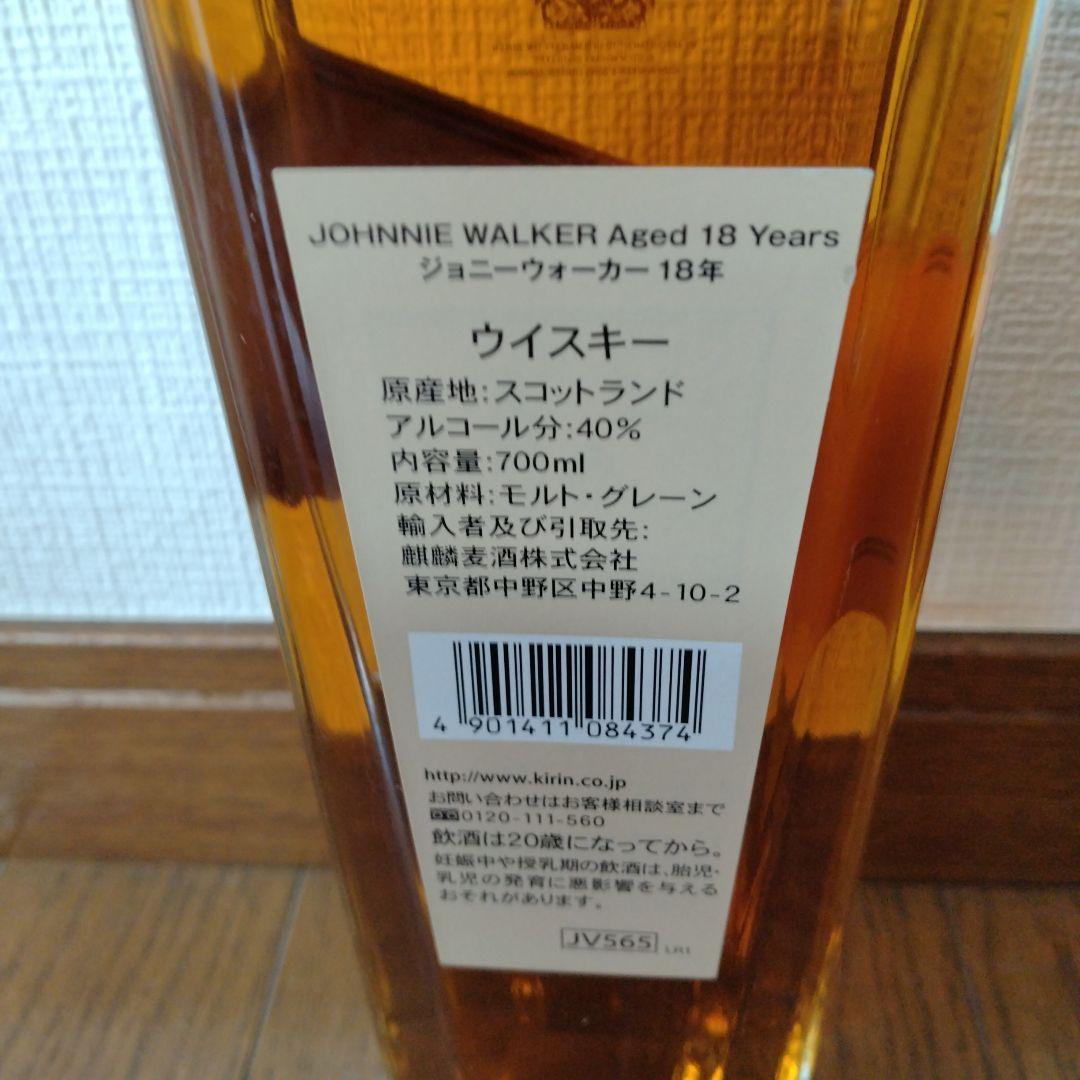 JOHNNIE WALKER Aged 18 Years
ジョニーウォーカー 18年
ウイスキー
原産地:スコットランド
アルコール分:40%
内容量:700ml
原材料:モルト・グレーン
輸入者及び引取先:
麒麟麦酒株式会社
東京都中野区中野4-10-2
4 901411 084374
http://www.kirin.co.jp
お問い合わせはお客様相談室まで
0120-111-560
飲酒は20歳になってから。
妊娠中や授乳期の飲酒は、胎児・
乳児の発育に悪影響を与える
おそれがあります。
JV565 LR1